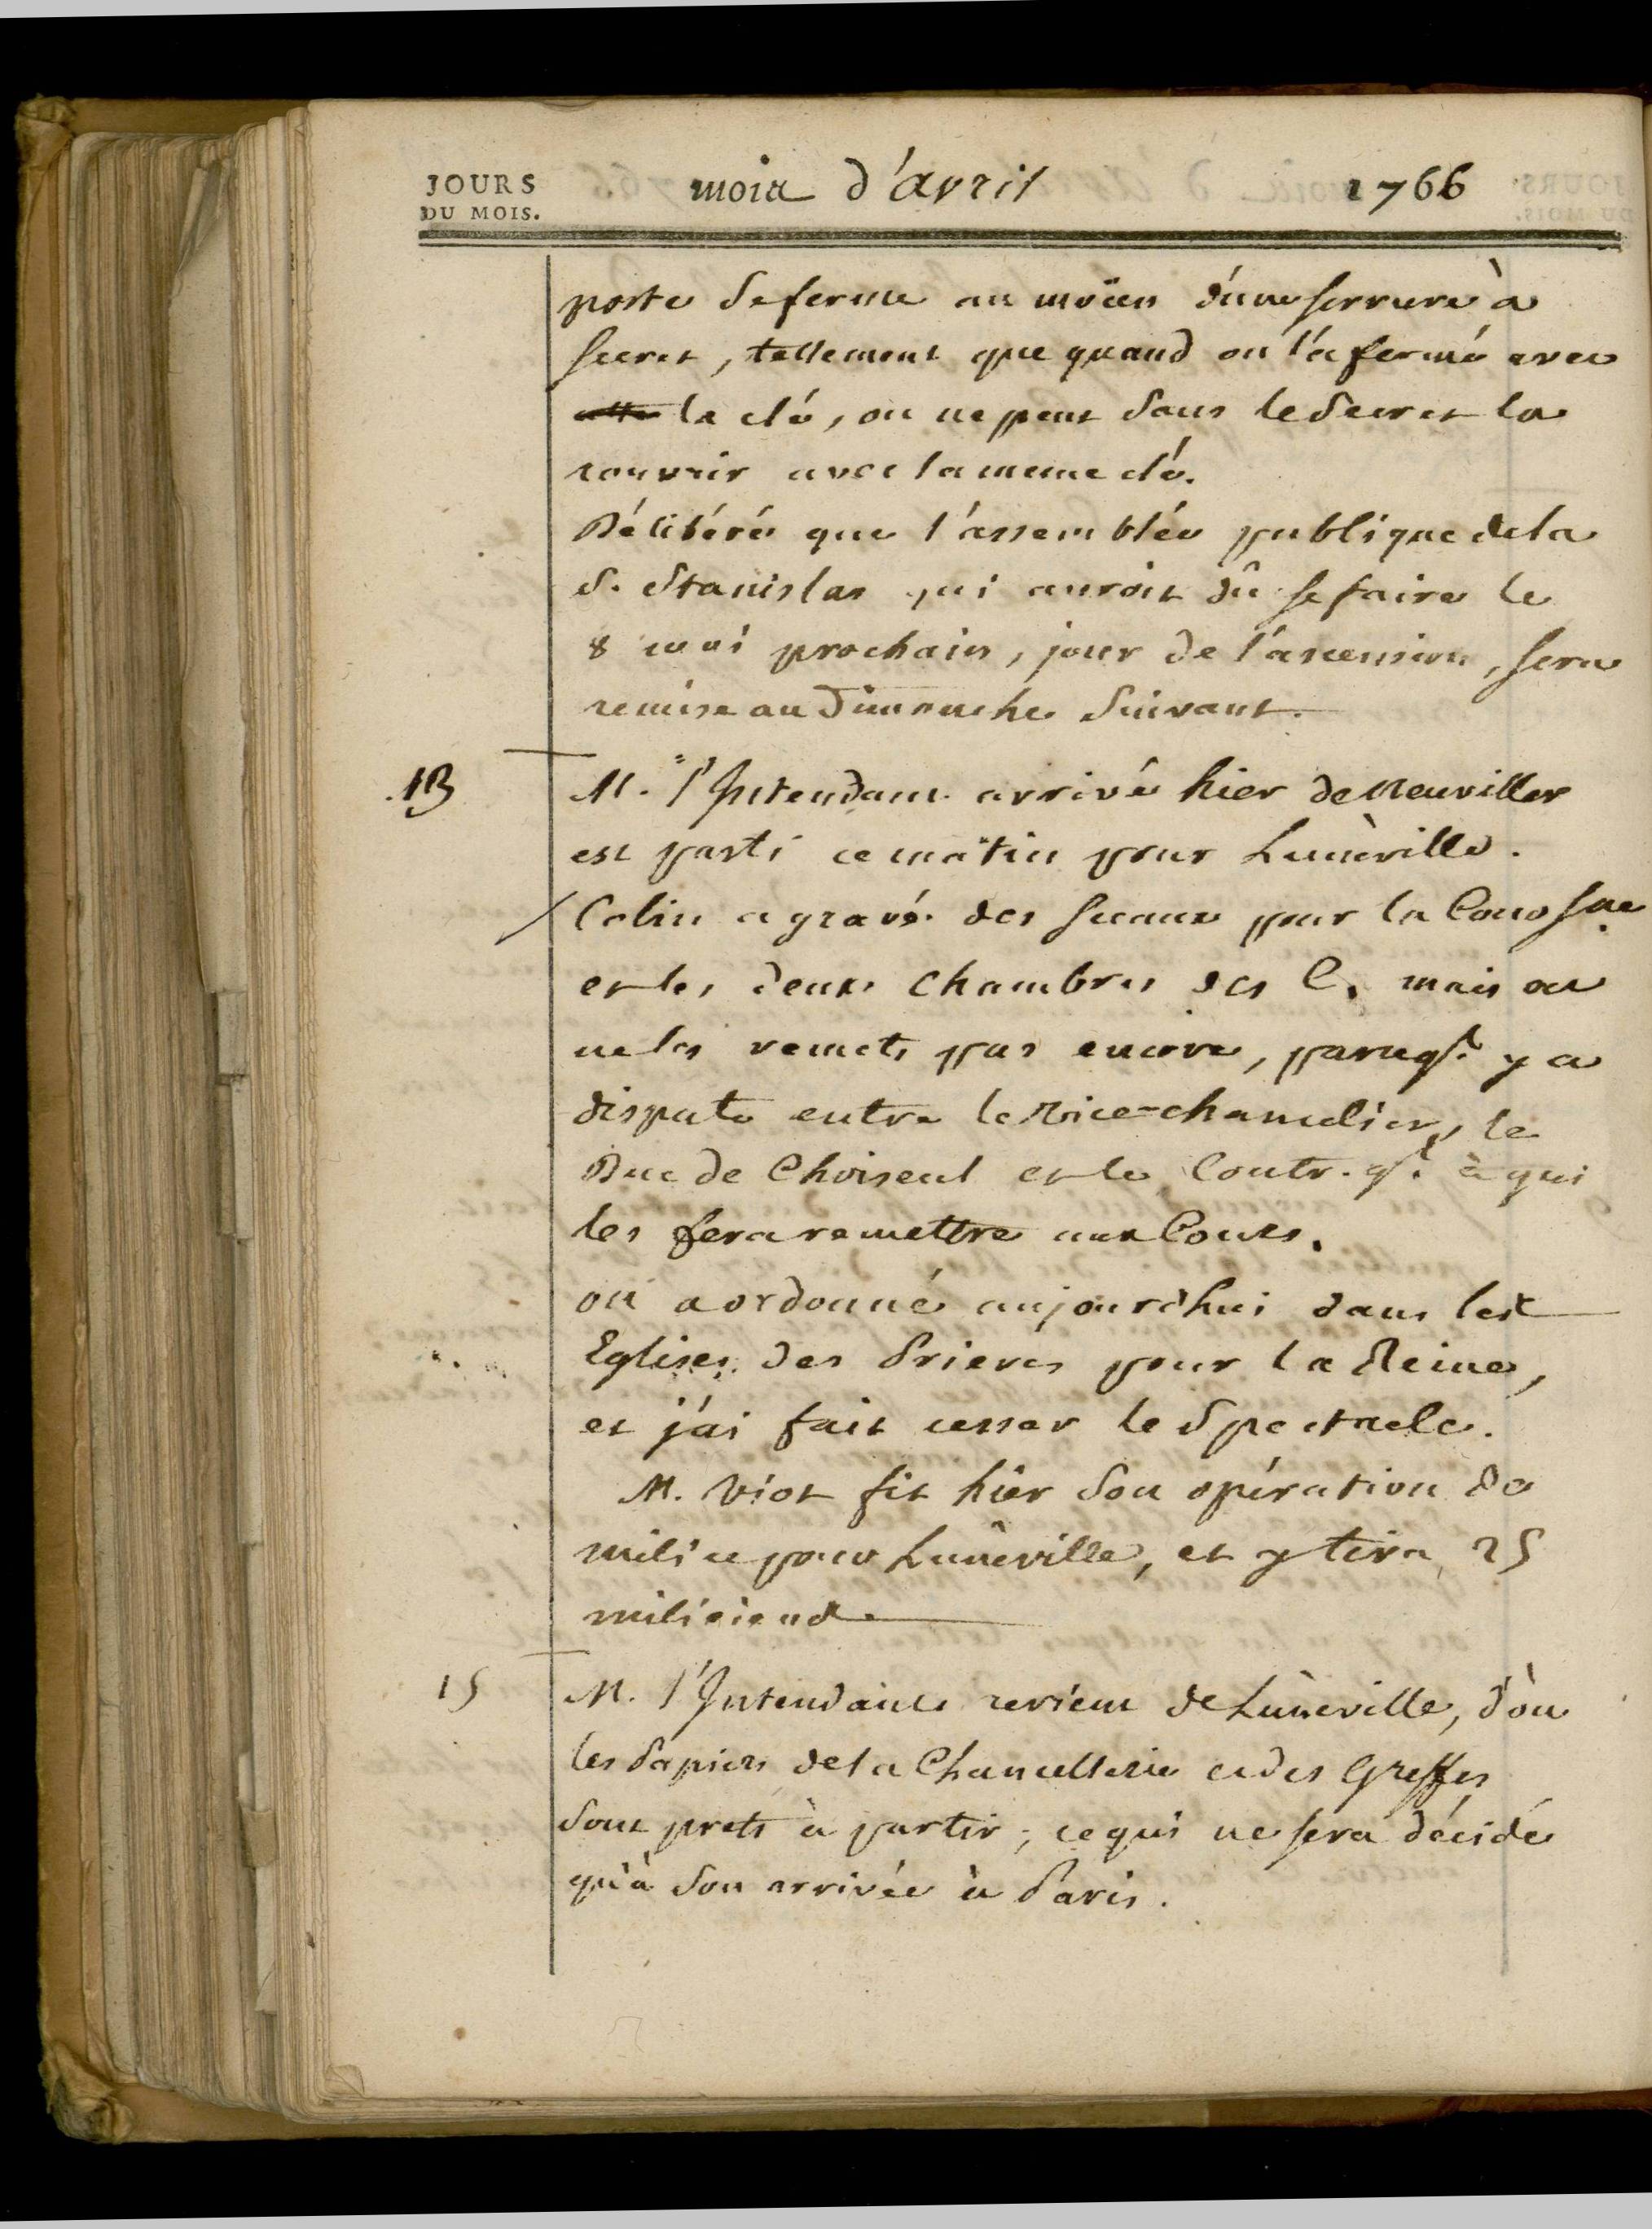 JOURS
DU MOIS.
mois d'avril 1766
porte se ferme au moïen d'une serrure à
secret, tellement que quand on l'a fermé avec
la clé, on ne peut sans le secret la
rouvrir avec la meme clé.
Délibéré que l'assemblée publique de la
S. Stanislas qui auroit dû se faire le
8 mai prochain, jour de l'ascension, sera
remise au Dimanche suivant.
13 M. l'Intendant arrivé hier de Neuviller
est parti ce matin pour Lunéville.
Colin a gravé des sceaux pour la Cour souv.
et les deux chambres des C. mais on
ne les remets pas encore, parcequ'il y a
dispute entre le Vice-chancelier, le
Duc de Choiseul et le Contr. gl. à qui
les fera remettre aux Cours.
on a ordonné aujourd'hui dans les
Eglises des Prieres pour la Reine,
et j'ai fait cesser le Spectacle.
M. Viot fit hier son opération de
milice pour Lunéville, et y tira 25
miliciens
15 M. l'Intendant revient de Lunéville, d'où
les Papiers de la Chancellerie et des Greffes
sont prets à partir; ce qui ne sera décidé
qu'à son arrivée à Paris.